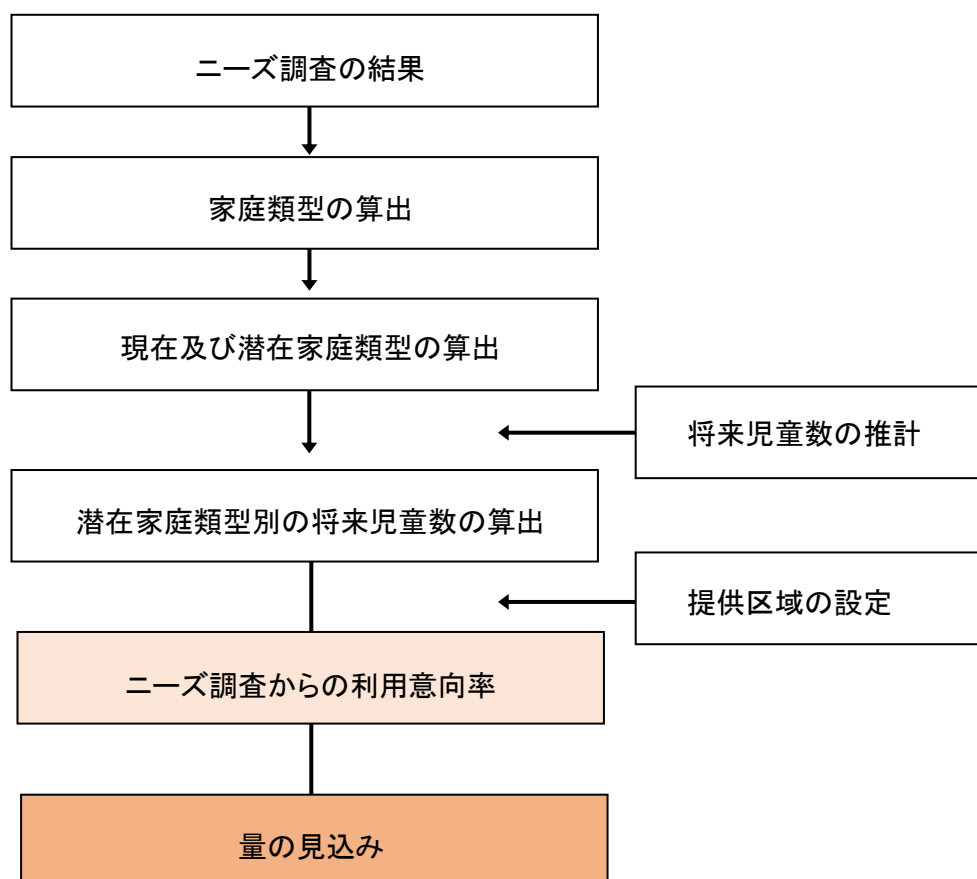 ニーズ調査の結果
家庭類型の算出
現在及び潜在家庭類型の算出
将来児童数の推計
潜在家庭類型別の将来児童数の算出
提供区域の設定
ニーズ調査からの利用意向率
量の見込み